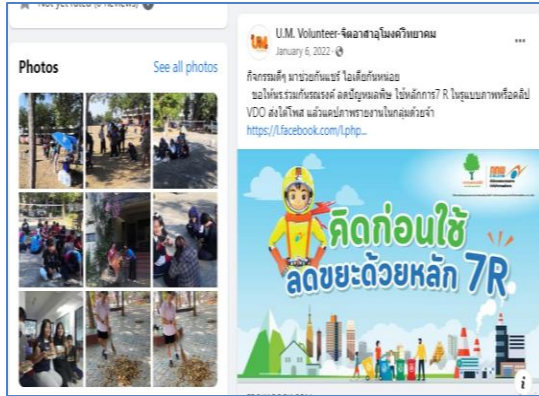 Not yet rated (0 Reviews)
Photos
See all photos
U.M. Volunteer-จิตอาสาอุโมงค์วิทยาคม
January 6, 2022
กิจกรรมดีๆ มาช่วยกันแชร์ ไอเดียกันหน่อย
ขอให้นร.ร่วมกันรณรงค์ ลดปัญหมลพิษ ใช้หลักการ7 R ในรูปแบบภาพหรือคลิป
VDO ส่งใต้โพส แล้วแคปภาพรายงานในกลุ่มด้วยจ้า
https://l.facebook.com/l.php...
คิดก่อนใช้
ลดขยะด้วยหลัก 7R